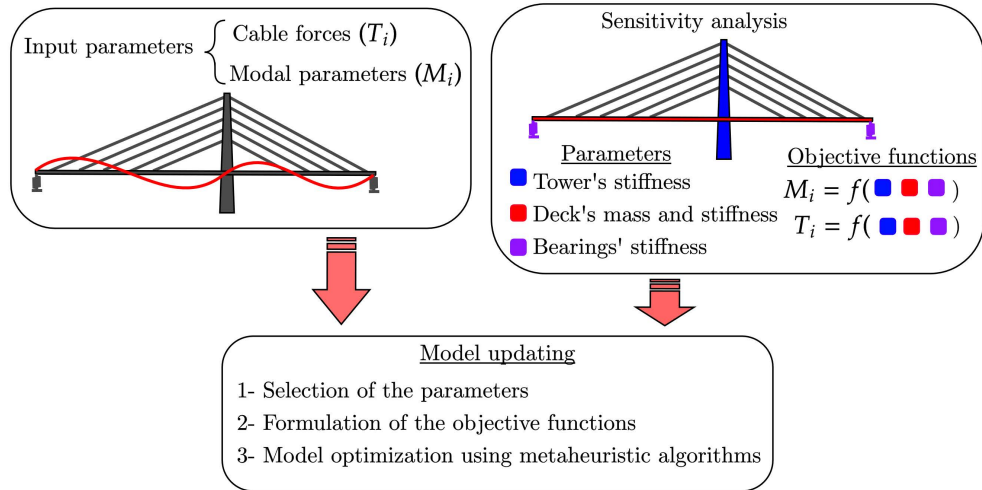 Input parameters
Cable forces (T_i)
Modal parameters (M_i)
Sensitivity analysis
Parameters
Tower's stiffness
Deck's mass and stiffness
Bearings' stiffness
Objective functions
M_i = f( )
T_i = f( )
Model updating
1- Selection of the parameters
2- Formulation of the objective functions
3- Model optimization using metaheuristic algorithms